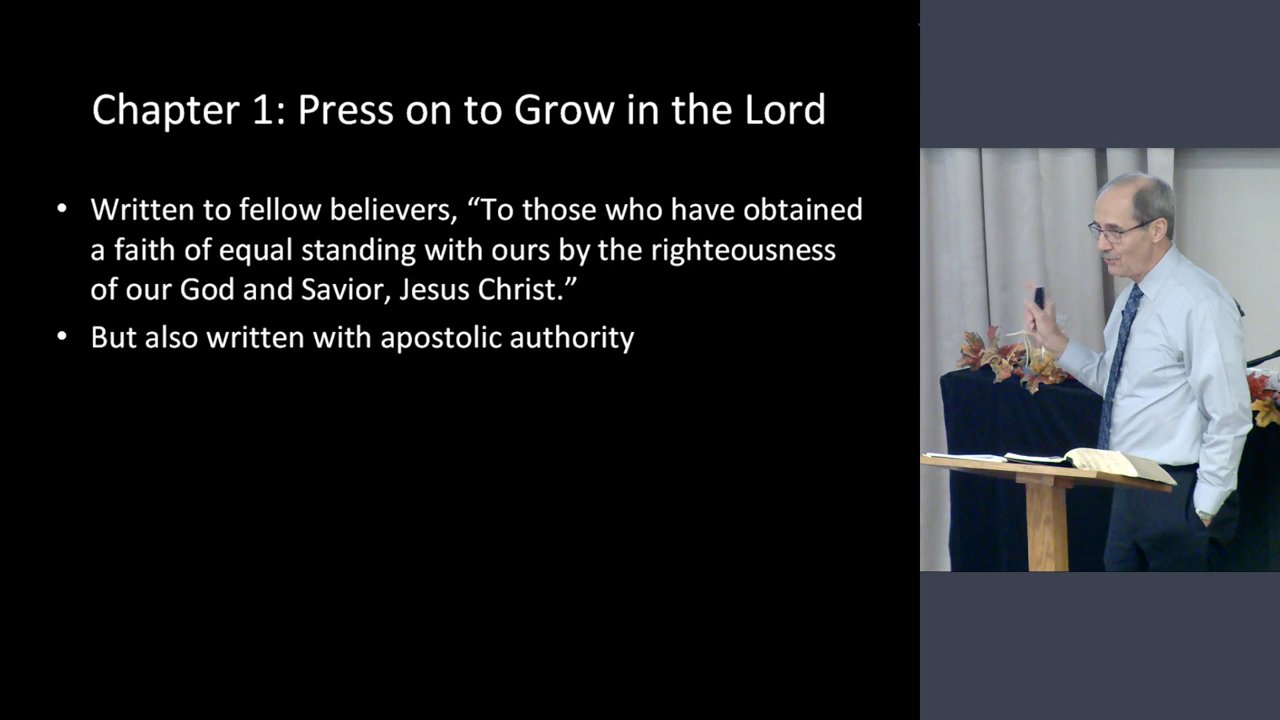 Chapter 1: Press on to Grow in the Lord
• Written to fellow believers, “To those who have obtained
a faith of equal standing with ours by the righteousness
of our God and Savior, Jesus Christ.”
• But also written with apostolic authority